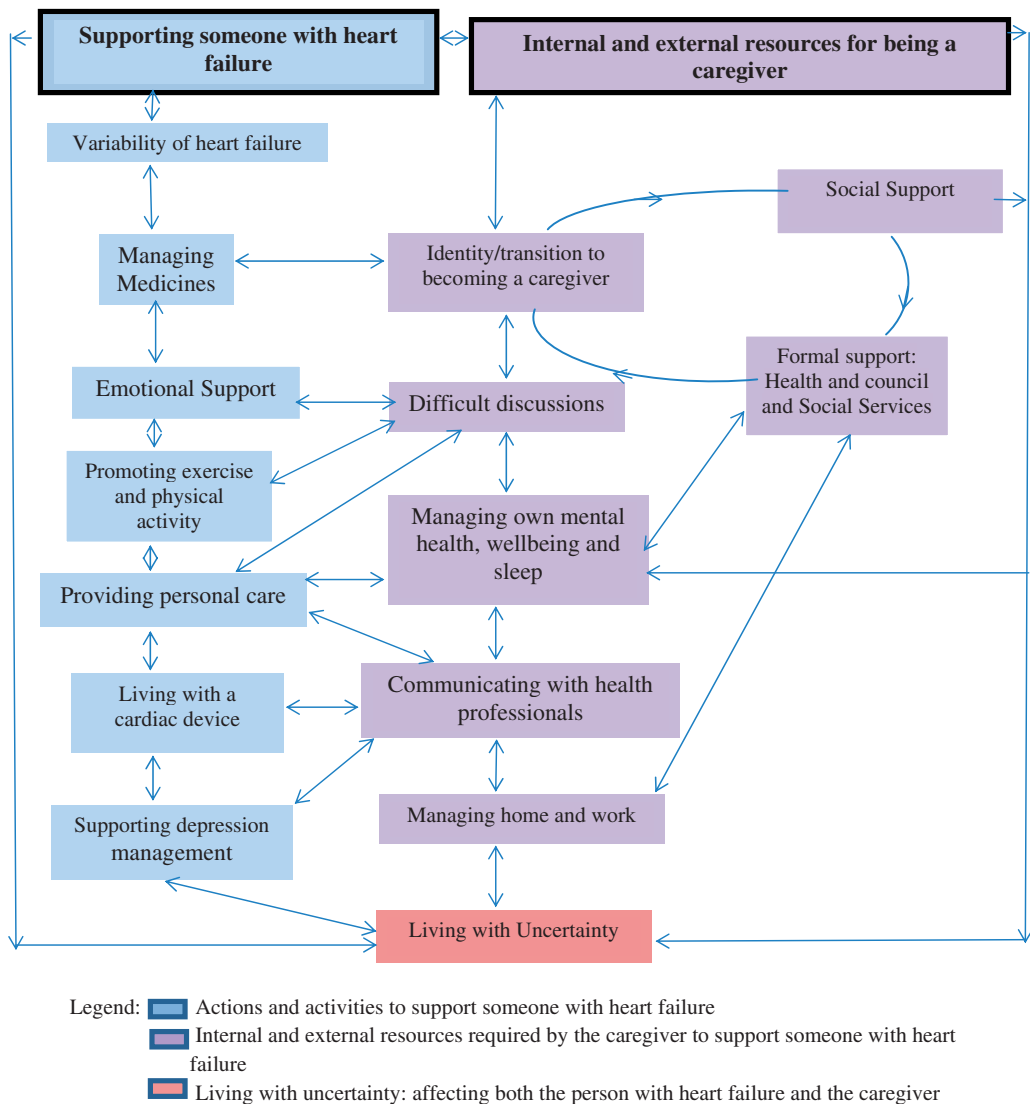 Supporting someone with heart
failure
Internal and external resources for being a
caregiver
Variability of heart failure
Social Support
Managing
Medicines
Identity/transition to
becoming a caregiver
Formal support:
Health and council
and Social Services
Emotional Support
Difficult discussions
Promoting exercise
and physical
activity
Managing own mental
health, wellbeing and
sleep
Providing personal care
Living with a
cardiac device
Communicating with health
professionals
Supporting depression
management
Managing home and work
Living with Uncertainty
Legend:
Actions and activities to support someone with heart failure
Internal and external resources required by the caregiver to support someone with heart
failure
Living with uncertainty: affecting both the person with heart failure and the caregiver